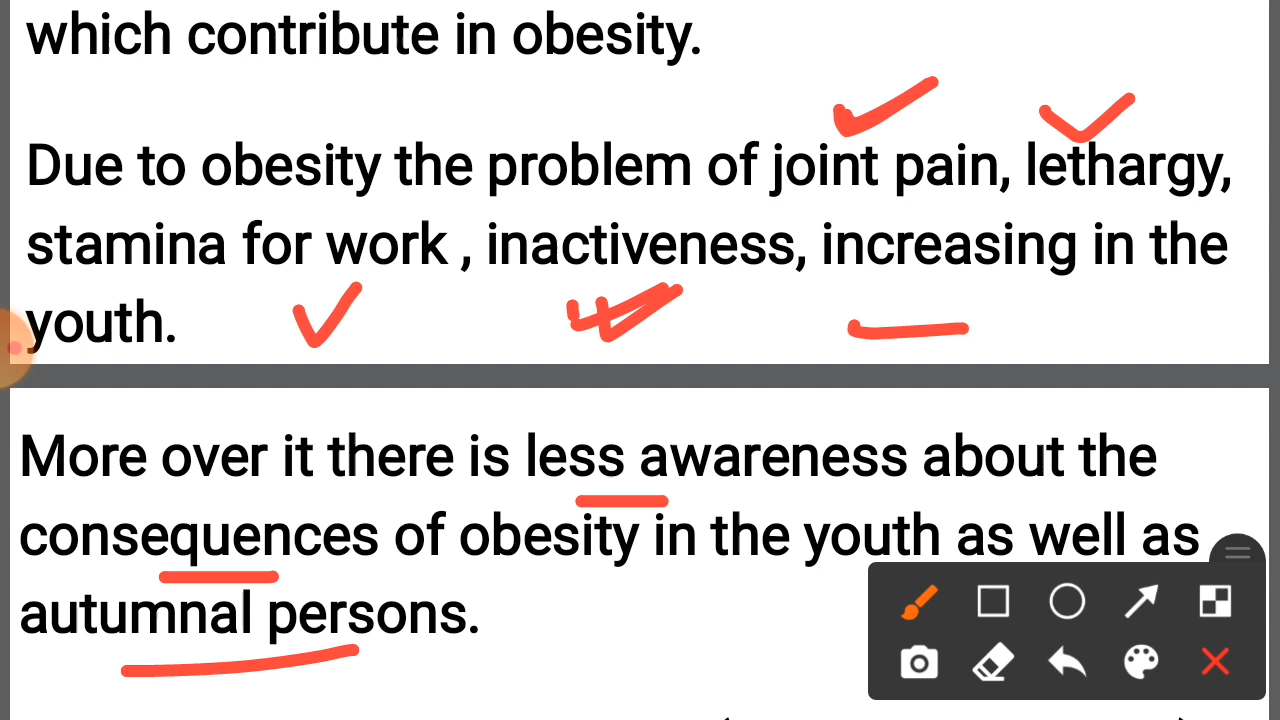 which contribute in obesity.
Due to obesity the problem of joint pain, lethargy,
stamina for work , inactiveness, increasing in the
youth.
More over it there is less awareness about the
consequences of obesity in the youth as well as
autumnal persons.